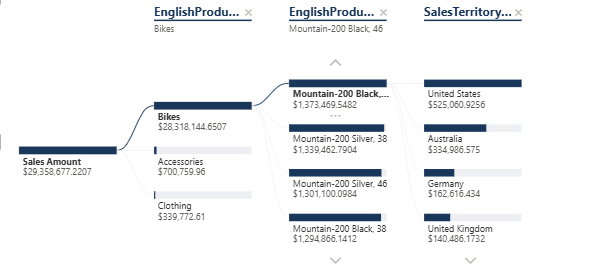 EnglishProdu... ×
Bikes
EnglishProdu... ×
Mountain-200 Black, 46
SalesTerritory... ×
Sales Amount
$29,358,677.2207
Bikes
$28,318,144.6507
Accessories
$700,759.96
Clothing
$339,772.61
Mountain-200 Black,...
$1,373,469.5482
Mountain-200 Silver, 38
$1,339,462.7904
Mountain-200 Silver, 46
$1,301,100.0984
Mountain-200 Black, 38
$1,294,866.1412
United States
$525,060.9256
Australia
$334,986.575
Germany
$162,616.434
United Kingdom
$140,486.1732